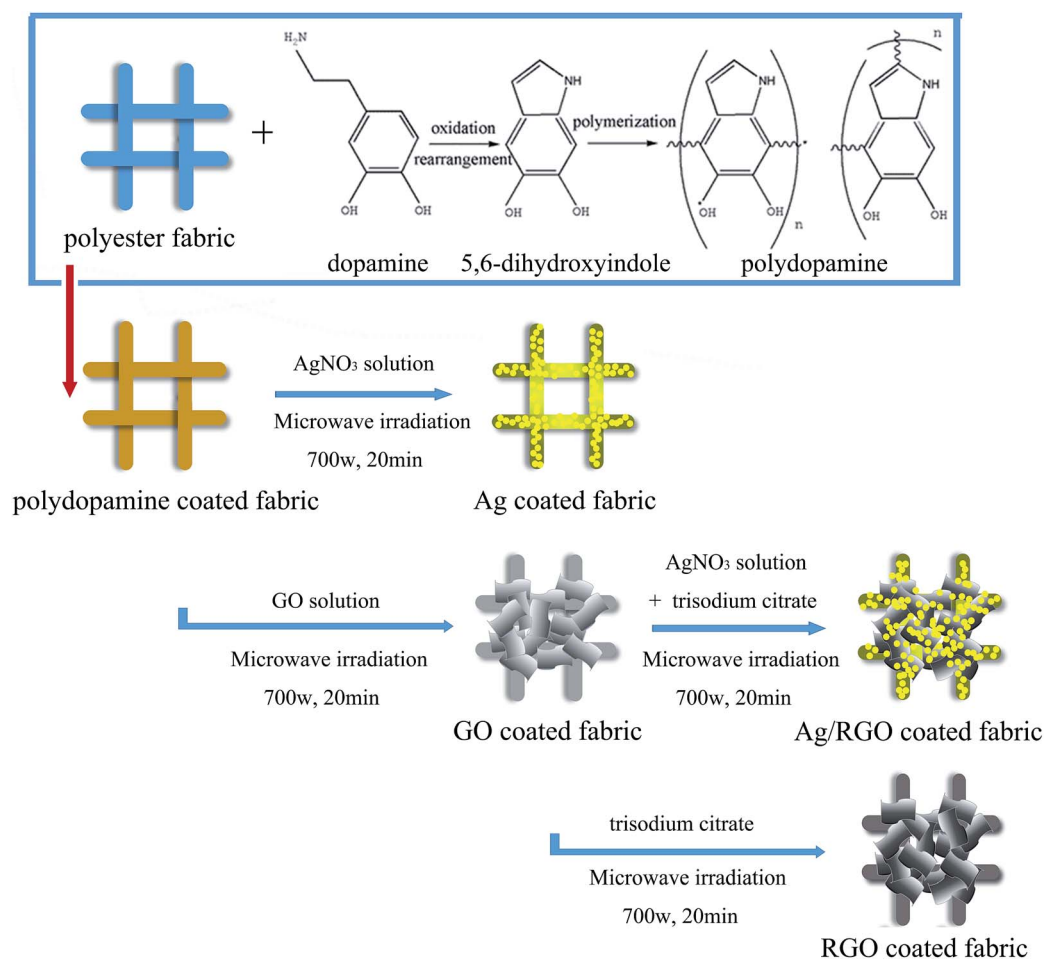 H₂N
NH
NH
n
NH
+
oxidation
rearrangement
polymerization
*
OH
OH
OH
OH
*
OH
OH
n
OH
OH
polyester fabric
dopamine
5,6-dihydroxyindole
polydopamine
AgNO₃ solution
Microwave irradiation
700w, 20min
polydopamine coated fabric
Ag coated fabric
GO solution
Microwave irradiation
700w, 20min
GO coated fabric
AgNO₃ solution
+ trisodium citrate
Microwave irradiation
700w, 20min
Ag/RGO coated fabric
trisodium citrate
Microwave irradiation
700w, 20min
RGO coated fabric